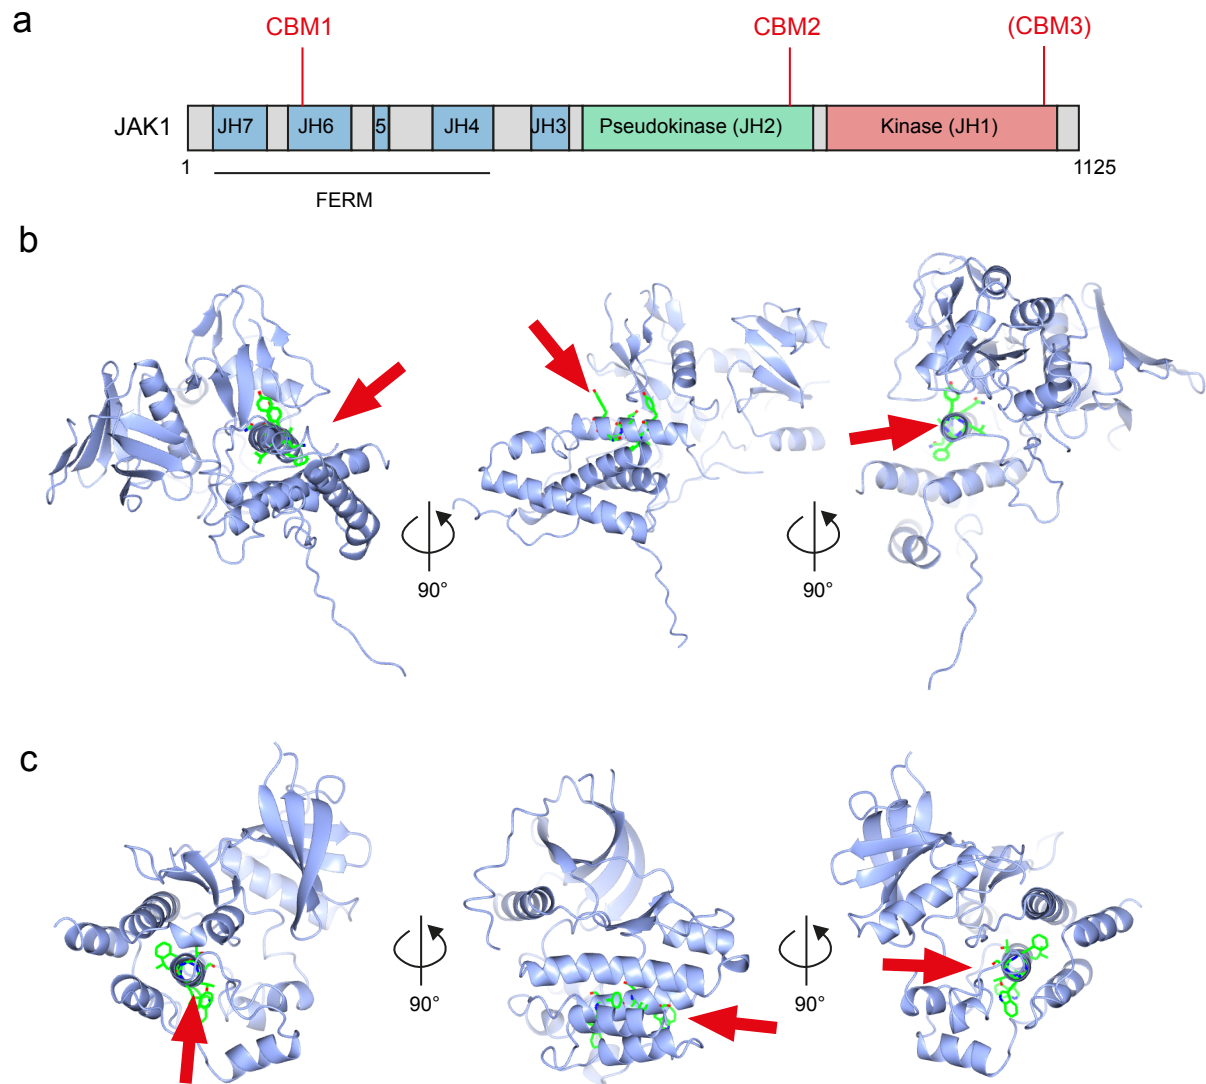 a
CBM1
CBM2
(CBM3)
JAK1
JH7
JH6
5
JH4
JH3
Pseudokinase (JH2)
Kinase (JH1)
1
1125
FERM
b
90°
90°
c
90°
90°